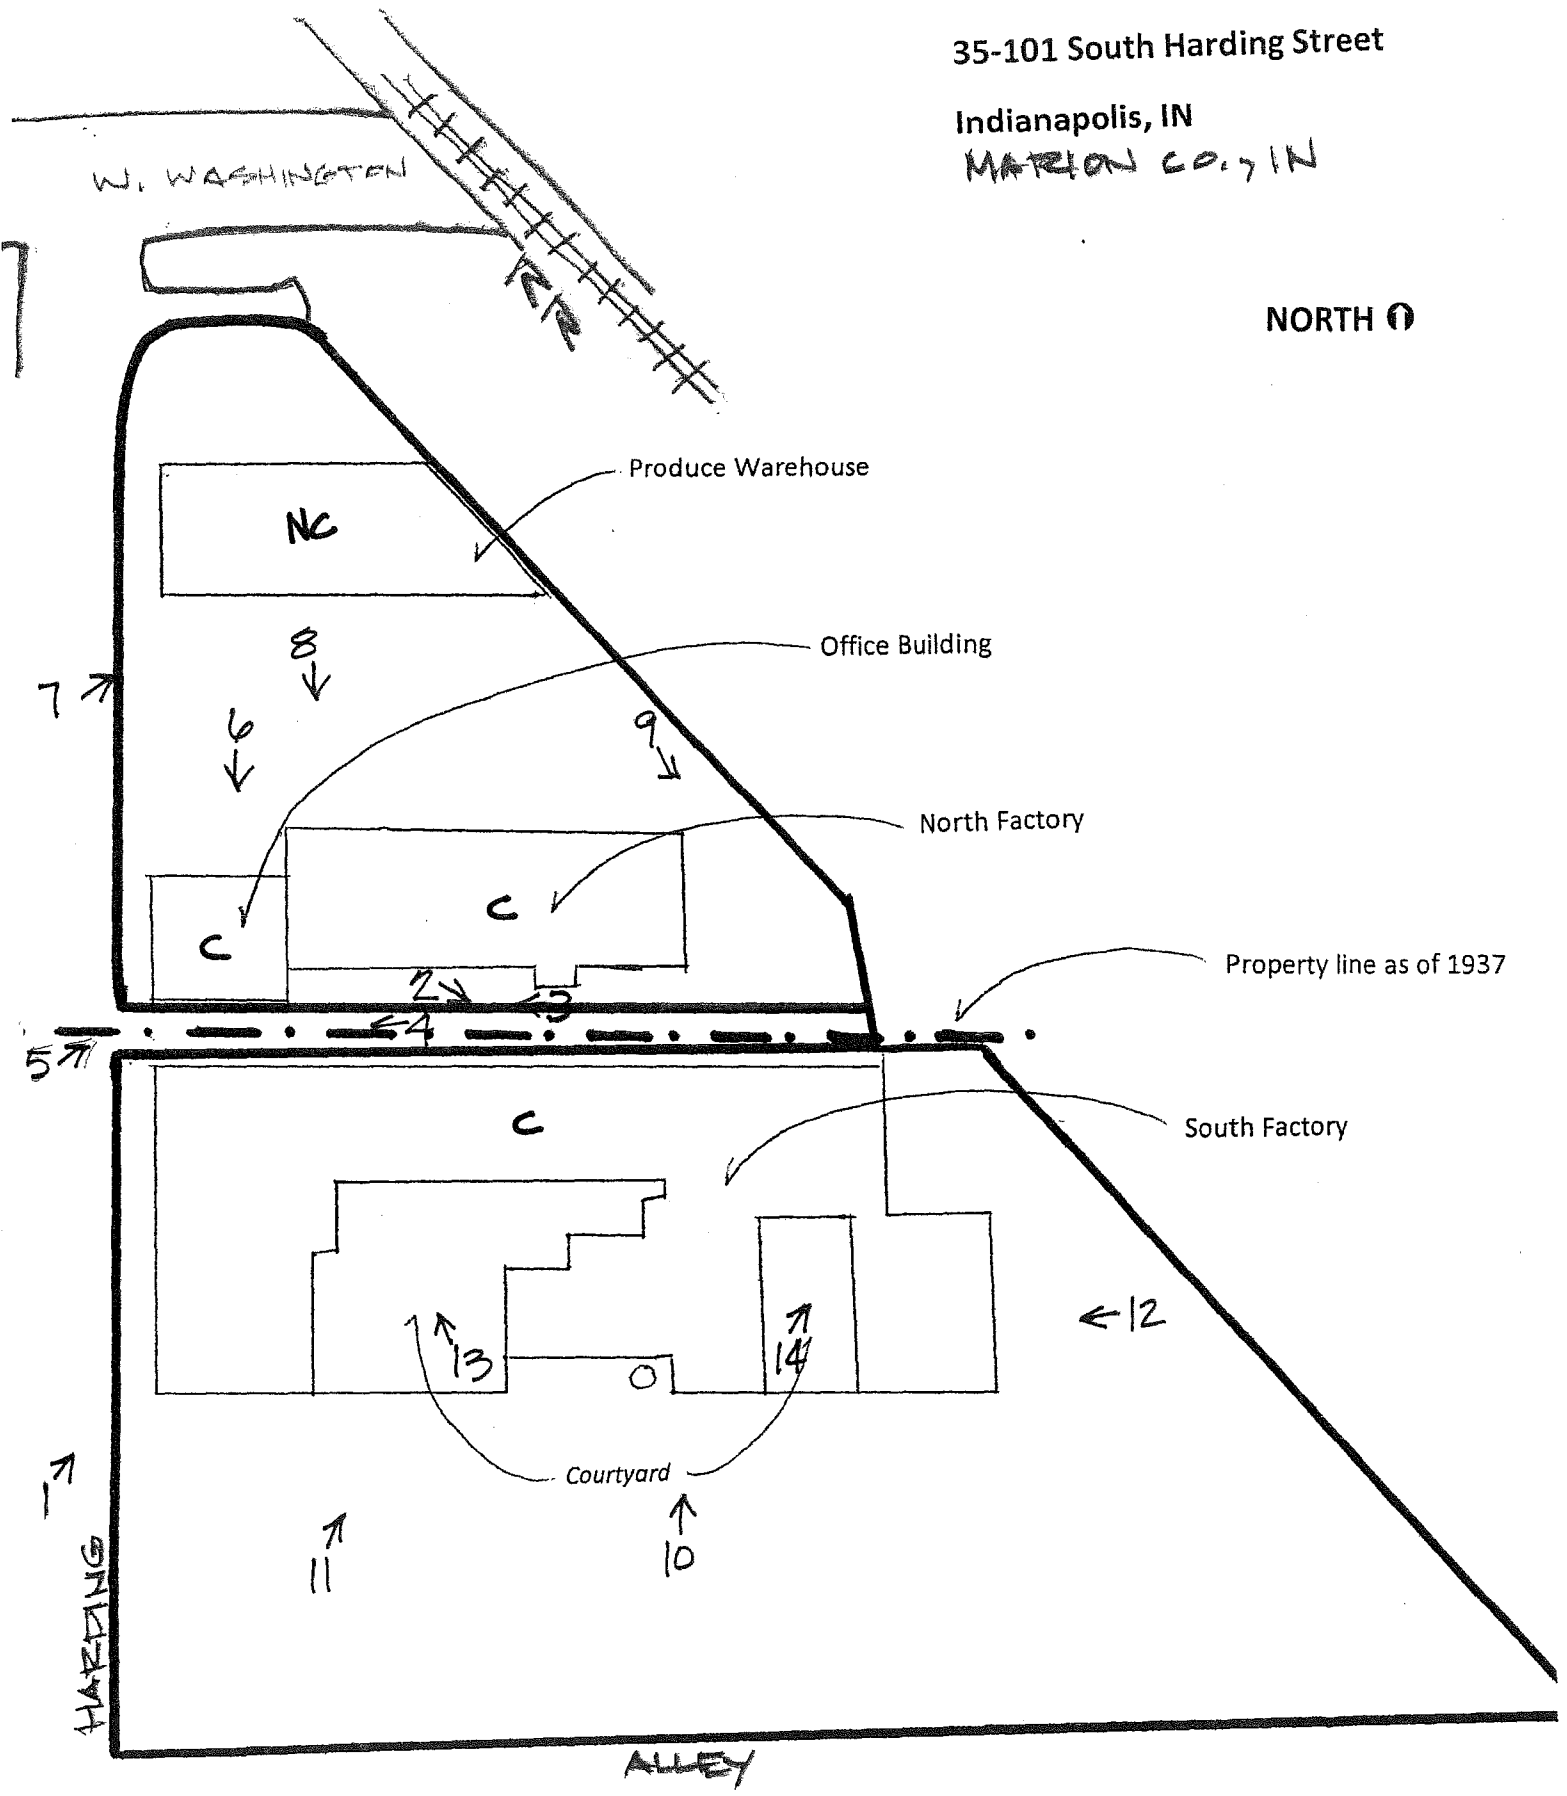 35-101 South Harding Street
Indianapolis, IN
MARION CO., IN
W. WASHINGTEN
NORTH
Produce Warehouse
NC
Office Building
8
7
6
9
North Factory
C
C
2
3
Property line as of 1937
4
5
C
South Factory
12
13
14
Courtyard
1
11
10
HARDING
ALLEY